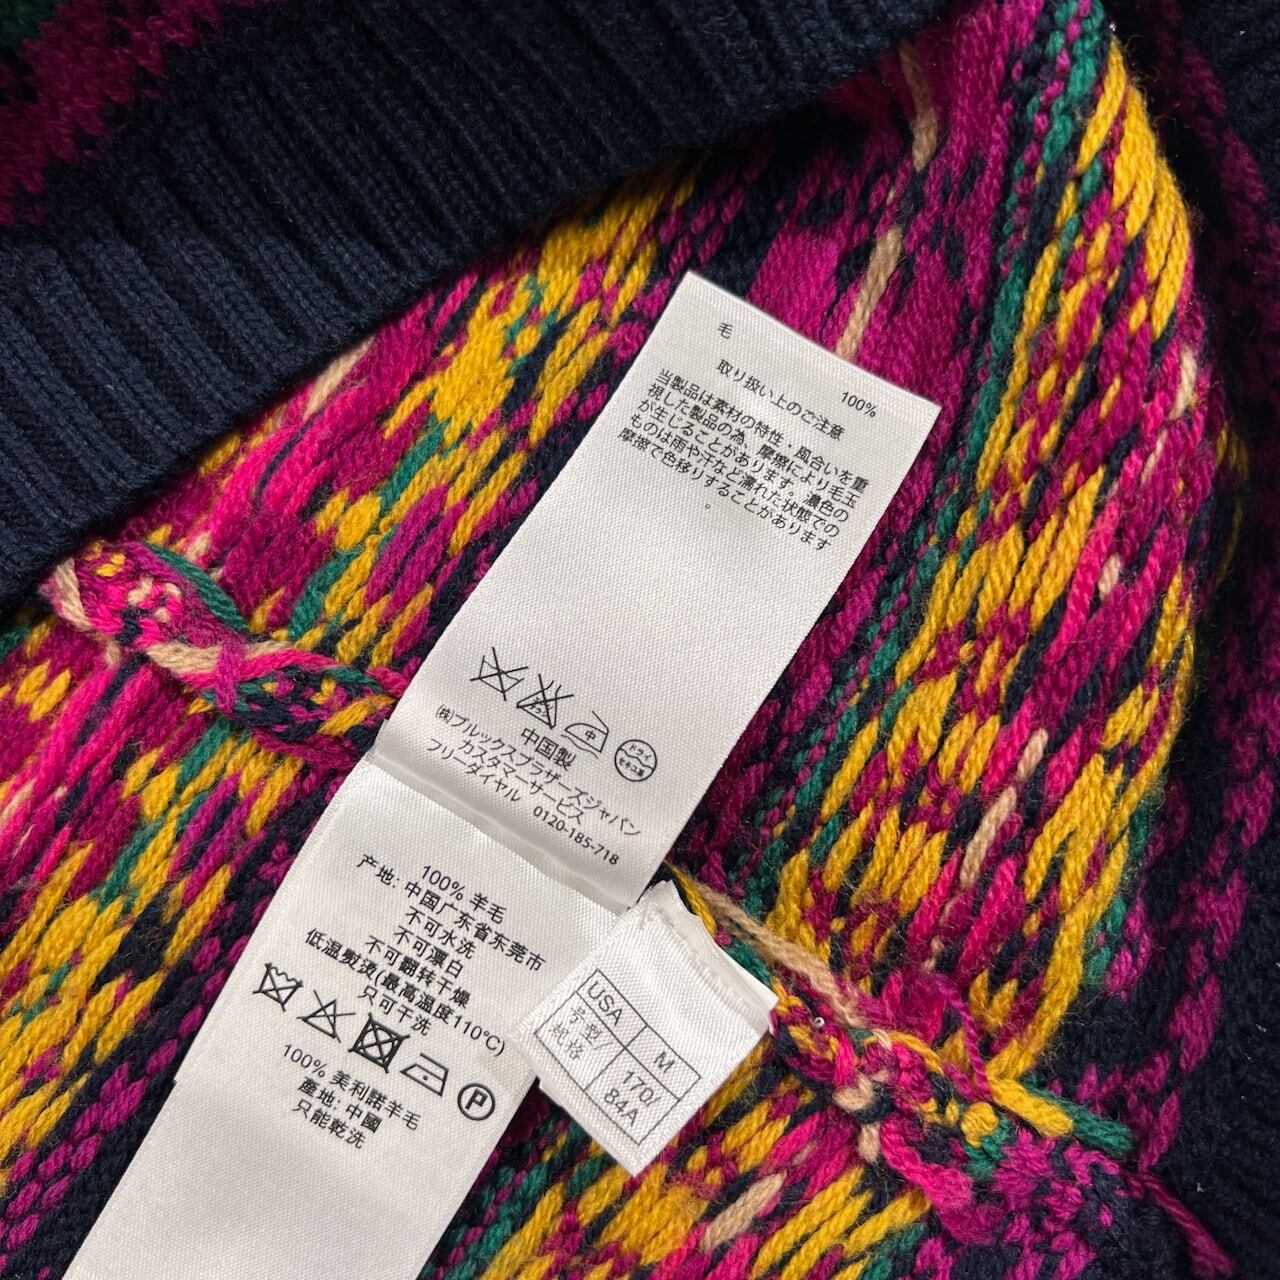 毛 100%
取り扱い上のご注意
当製品は素材の特性・風合いを重
視した製品の為、摩擦により毛玉
が生じることがあります。濃色の
ものは雨や汗など濡れた状態での
摩擦で色移りすることがあります
。
中
ドライ
セキユ系
中国製
(株)ブルックスブラザーズジャパン
カスタマーサービス
フリーダイヤル 0120-185-718
100% 羊毛
产地: 中国广东省东莞市
不可水洗
不可漂白
不可翻转干燥
低温熨烫(最高温度110°C)
只可干洗
P
100% 美利諾羊毛
產地: 中國
只能乾洗
USA M
号型/ 170/
规格 84A